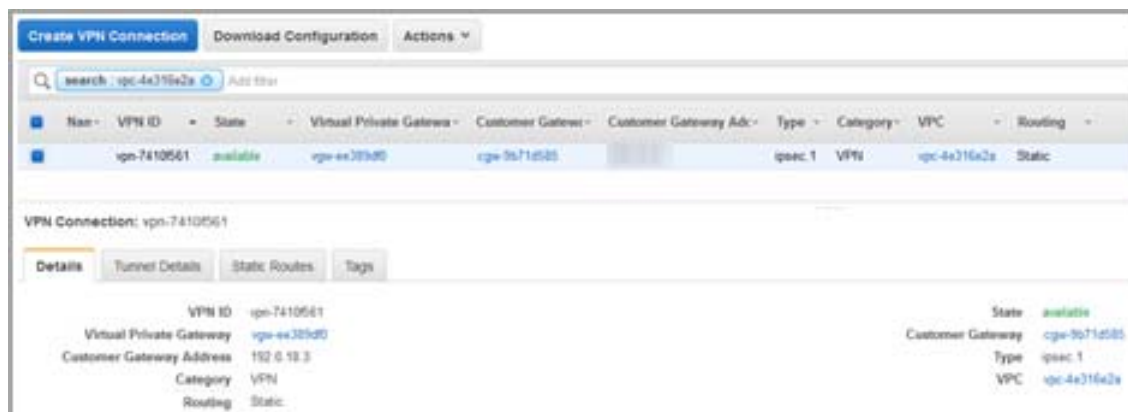 Create VPN Connection Download Configuration Actions
search : vpc-4e316e2a Add filter
Nam VPN ID State Virtual Private Gatewa Customer Gatewa Customer Gateway Adc Type Category VPC Routing
vpn-7410f561 available vgw-ee389df0 cgw-9b71d585 ipsec.1 VPN vpc-4e316e2a Static
VPN Connection: vpn-7410f561
Details Tunnel Details Static Routes Tags
VPN ID vpn-7410f561 State available
Virtual Private Gateway vgw-ee389df0 Customer Gateway cgw-9b71d585
Customer Gateway Address 192.0.18.3 Type ipsec.1
Category VPN VPC vpc-4e316e2a
Routing Static